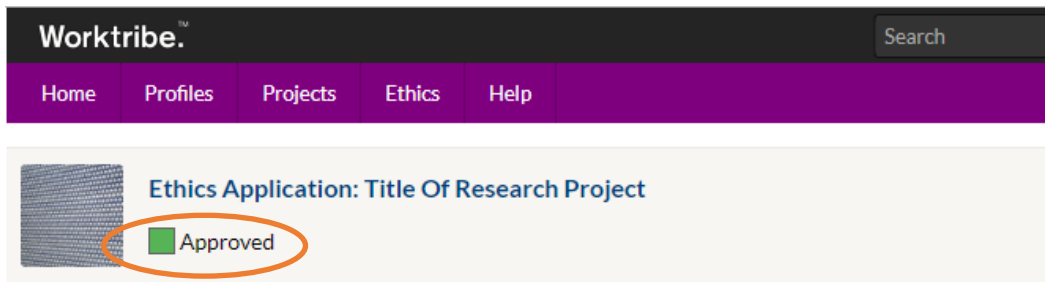 Worktribe.™
Search
Home Profiles Projects Ethics Help
Ethics Application: Title Of Research Project
Approved